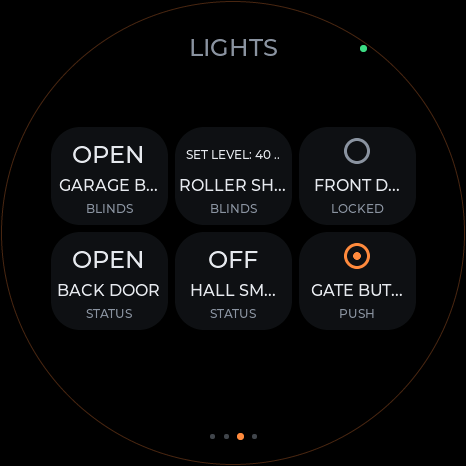 LIGHTS
OPEN
GARAGE B...
BLINDS
SET LEVEL: 40 ..
ROLLER SH...
BLINDS
FRONT D...
LOCKED
OPEN
BACK DOOR
STATUS
OFF
HALL SM...
STATUS
GATE BUT...
PUSH